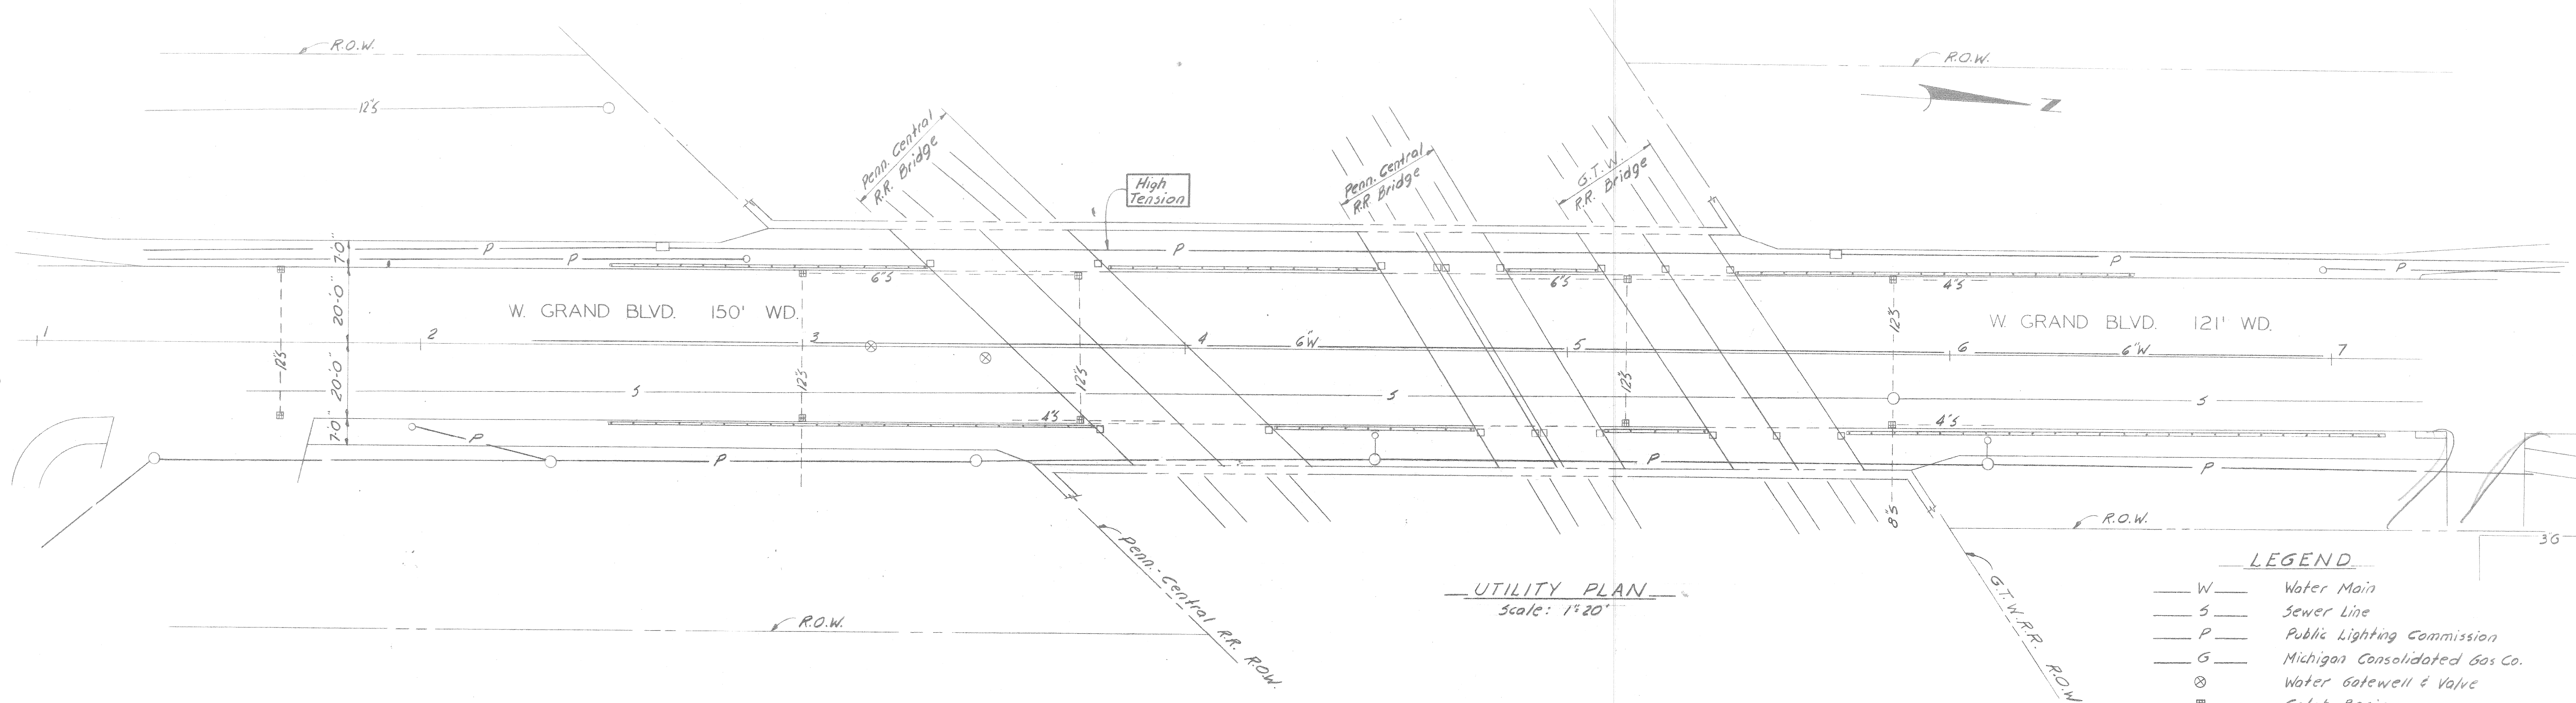 R.O.W.
R.O.W.
12"S
Z
Penn. Central
R.R. Bridge
High
Tension
Penn. Central
R.R. Bridge
G.T.W.
R.R. Bridge
P
P
P
P
P
7'-0"
6"S
6"S
4"S
20'-0"
W. GRAND BLVD. 150' WD.
W. GRAND BLVD. 121' WD.
12"S
12"S
12"S
12"S
12"S
1
2
3
4
6"W
5
6
6"W
7
20'-0"
S
S
S
7'-0"
4"S
4"S
P
P
P
P
8"S
R.O.W.
3G
Penn.-Central R.R. R.O.W.
G.T.W.R.R. R.O.W.
R.O.W.
UTILITY PLAN
Scale: 1"=20'
LEGEND
W Water Main
S Sewer Line
P Public Lighting Commission
G Michigan Consolidated Gas Co.
Water Gatewell & Valve